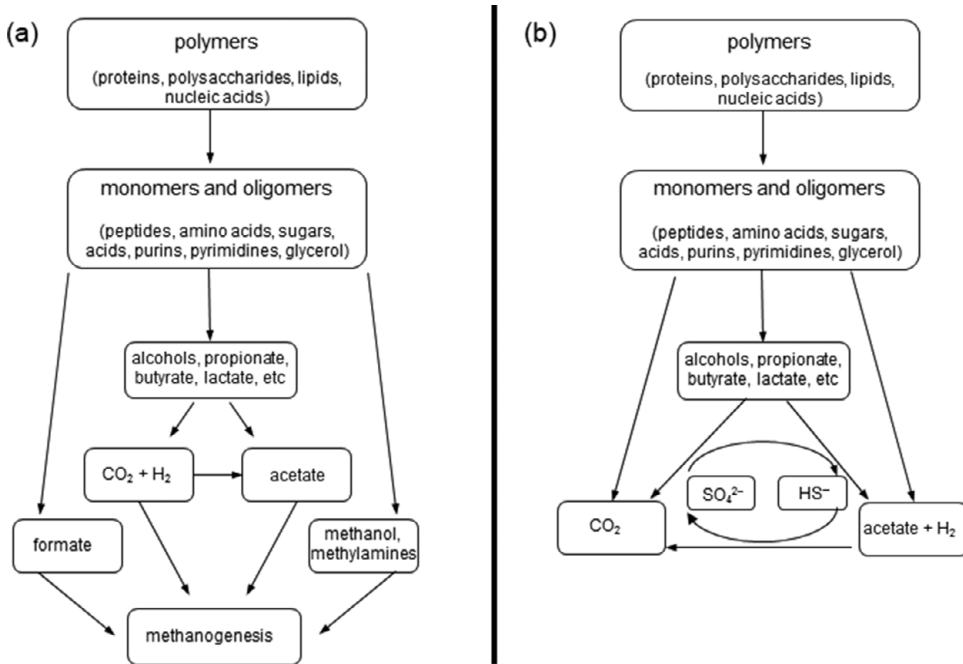 (a)
polymers
(proteins, polysaccharides, lipids,
nucleic acids)
monomers and oligomers
(peptides, amino acids, sugars,
acids, purins, pyrimidines, glycerol)
alcohols, propionate,
butyrate, lactate, etc
CO₂ + H₂
acetate
formate
methanol,
methylamines
methanogenesis
(b)
polymers
(proteins, polysaccharides, lipids,
nucleic acids)
monomers and oligomers
(peptides, amino acids, sugars,
acids, purins, pyrimidines, glycerol)
alcohols, propionate,
butyrate, lactate, etc
SO₄²⁻
HS⁻
CO₂
acetate + H₂